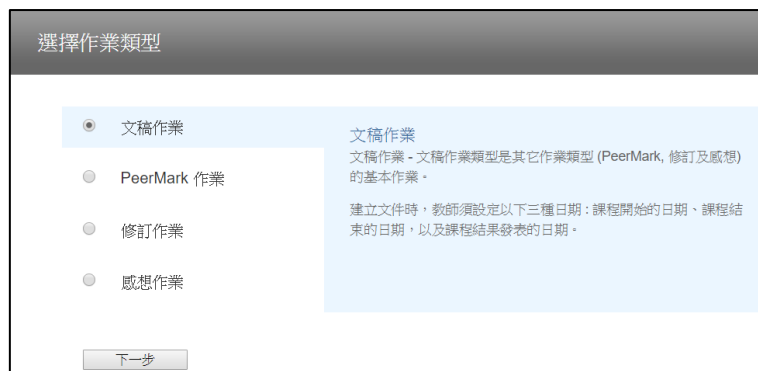 選擇作業類型
文稿作業
PeerMark 作業
修訂作業
感想作業
文稿作業
文稿作業 - 文稿作業類型是其它作業類型 (PeerMark, 修訂及感想)
的基本作業。
建立文件時，教師須設定以下三種日期 : 課程開始的日期、課程結
束的日期，以及課程結果發表的日期。
下一步